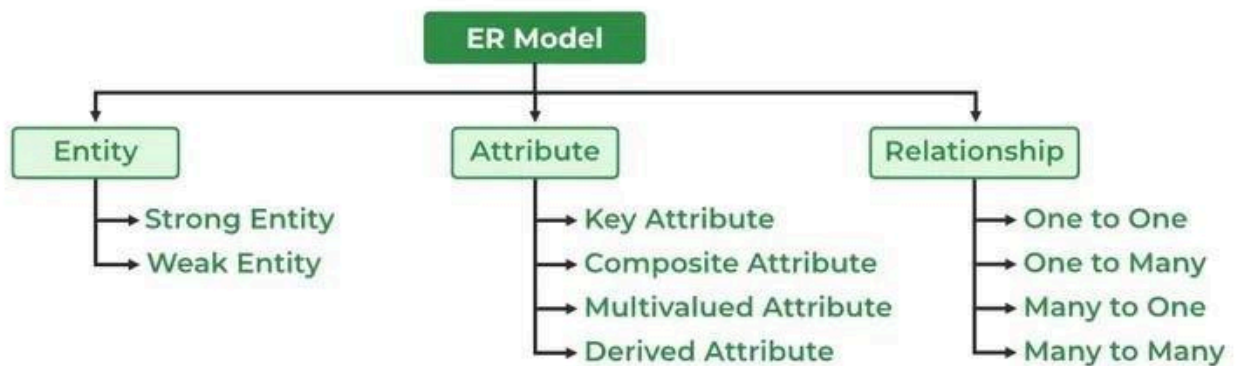 ER Model
Entity
Strong Entity
Weak Entity
Attribute
Key Attribute
Composite Attribute
Multivalued Attribute
Derived Attribute
Relationship
One to One
One to Many
Many to One
Many to Many